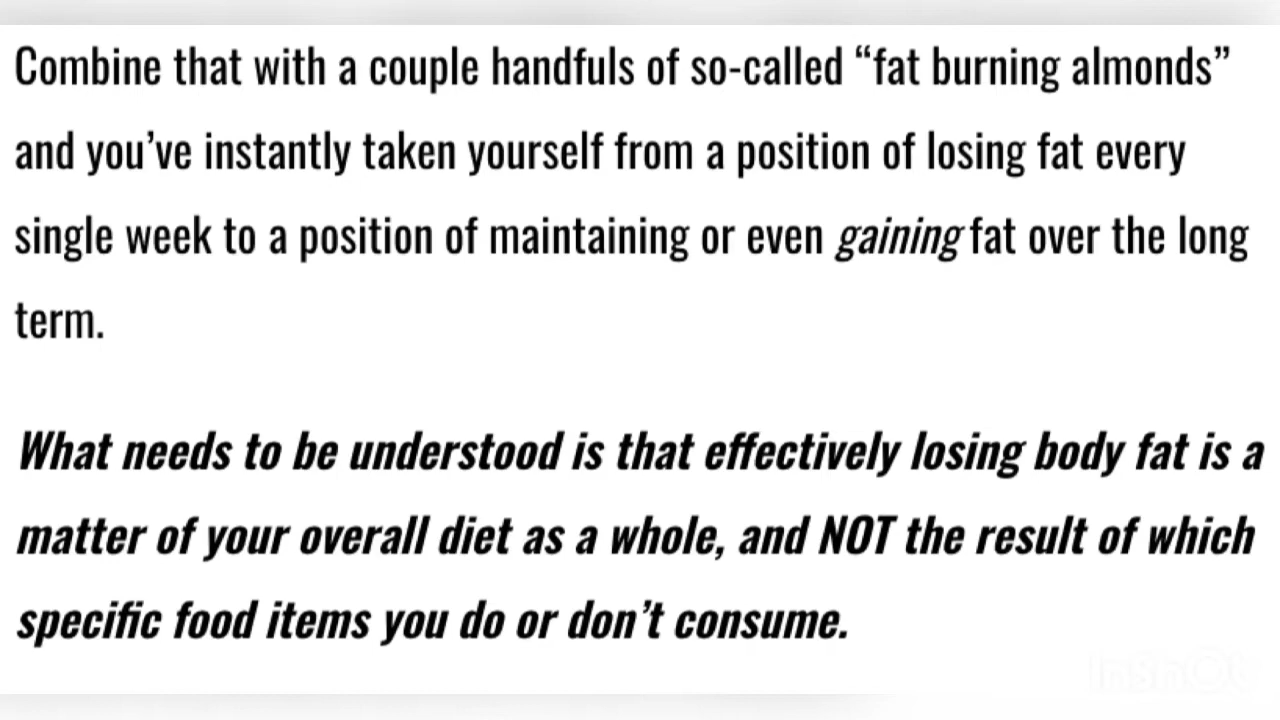 Combine that with a couple handfuls of so-called “fat burning almonds”
and you’ve instantly taken yourself from a position of losing fat every
single week to a position of maintaining or even gaining fat over the long
term.
What needs to be understood is that effectively losing body fat is a
matter of your overall diet as a whole, and NOT the result of which
specific food items you do or don’t consume.